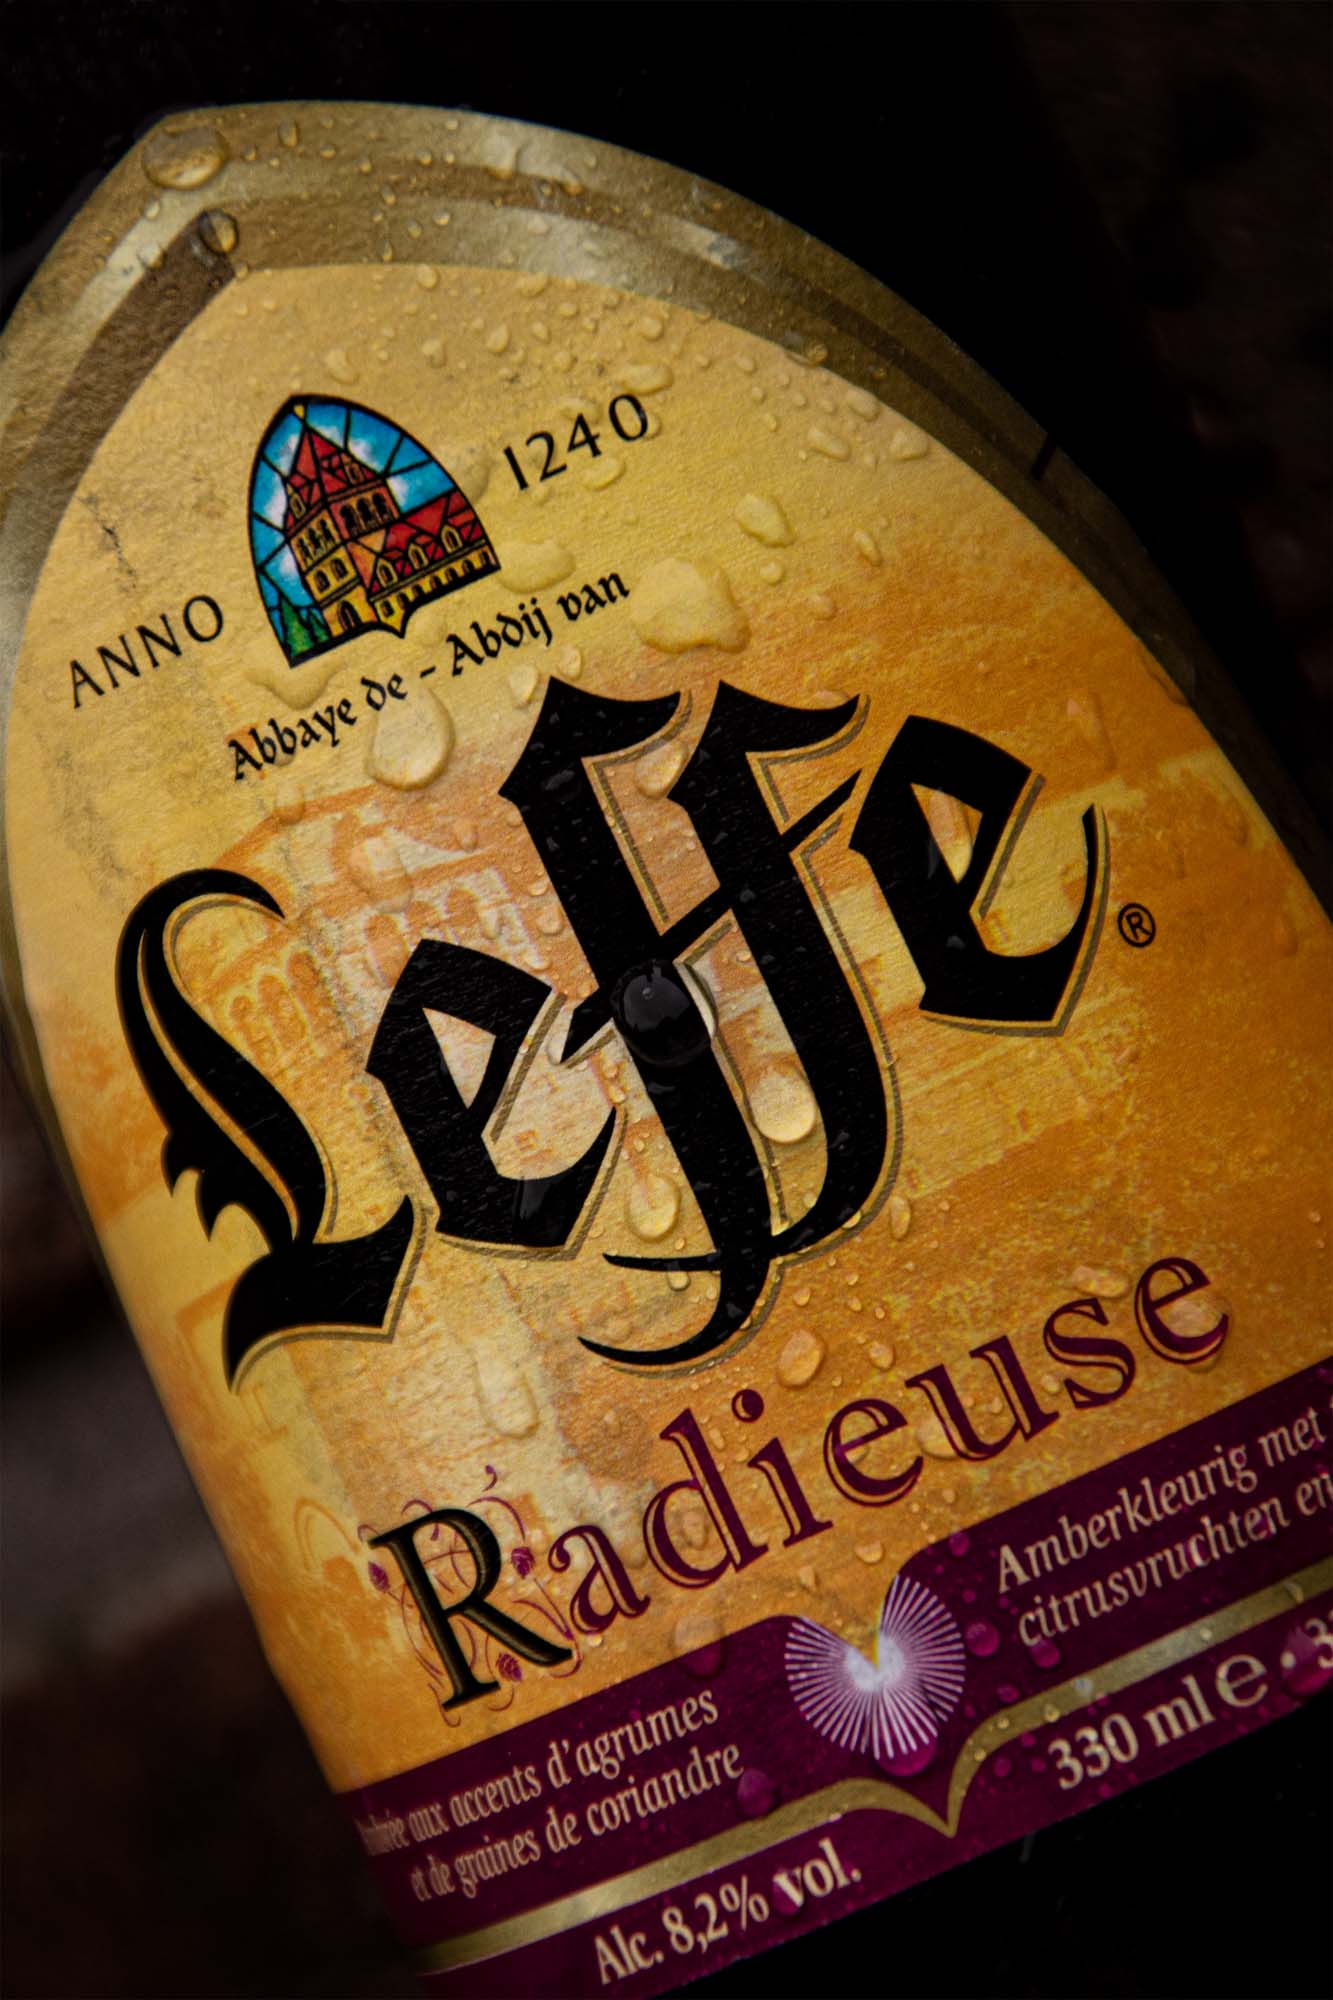 ANNO 1240
Abbaye de - Abdij van
Leffe®
Radieuse
aux accents d'agrumes
et de graines de coriandre
Amberkleurig met
citrusvruchten en
Alc. 8,2% vol.
330 ml e · 3